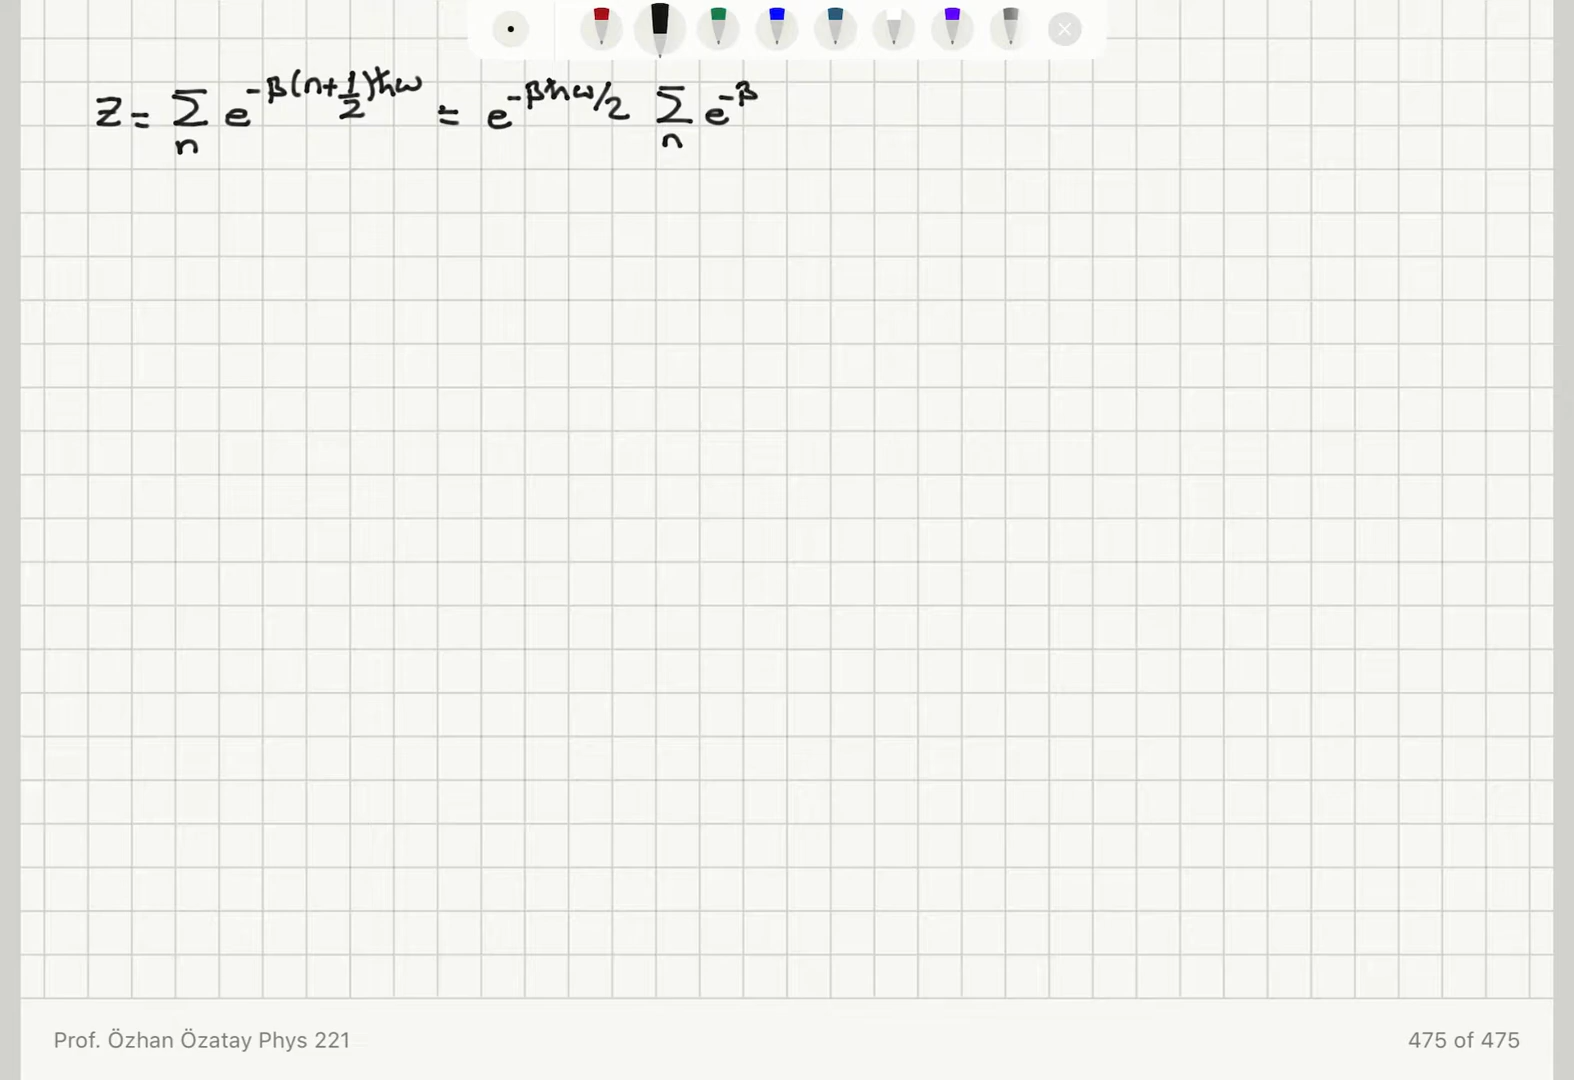 Z = Σ_n e^{-β(n+1/2)ħω} = e^{-βħω/2} Σ_n e^{-β}
Prof. Özhan Özatay Phys 221
475 of 475